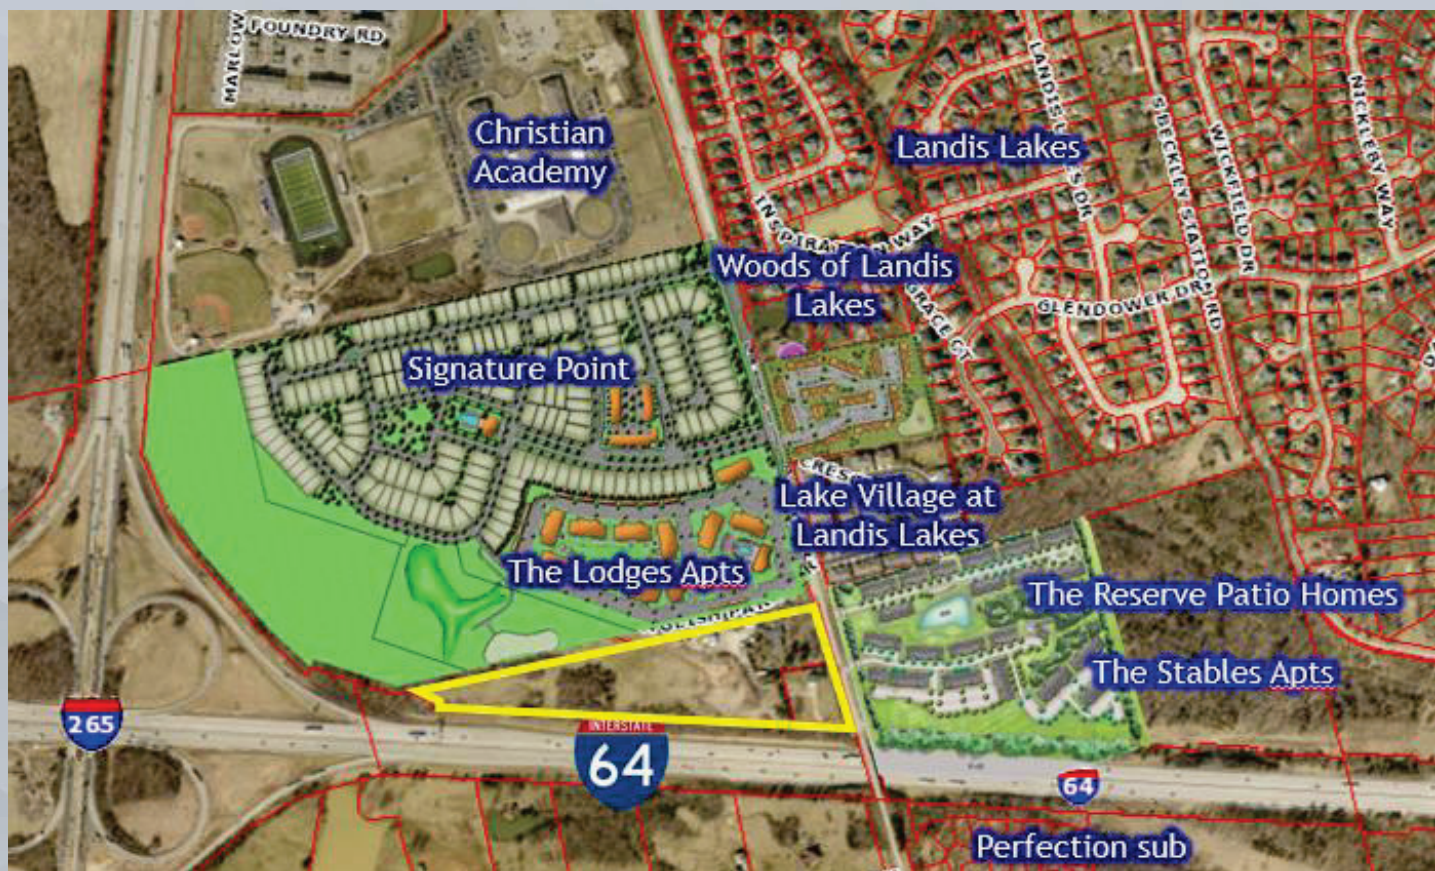 FOUNDRY RD
MARLOW
Christian
Academy
Landis Lakes
LANDIS LAKES DR
S BECKLEY STATION RD
WICKFIELD DR
NICKLEBY WAY
INSPIRATION WAY
Woods of Landis
Lakes
GRACE CT
GLENDOWER DR
Signature Point
Lake Village at
Landis Lakes
The Lodges Apts
The Reserve Patio Homes
The Stables Apts
265
INTERSTATE
64
64
Perfection sub